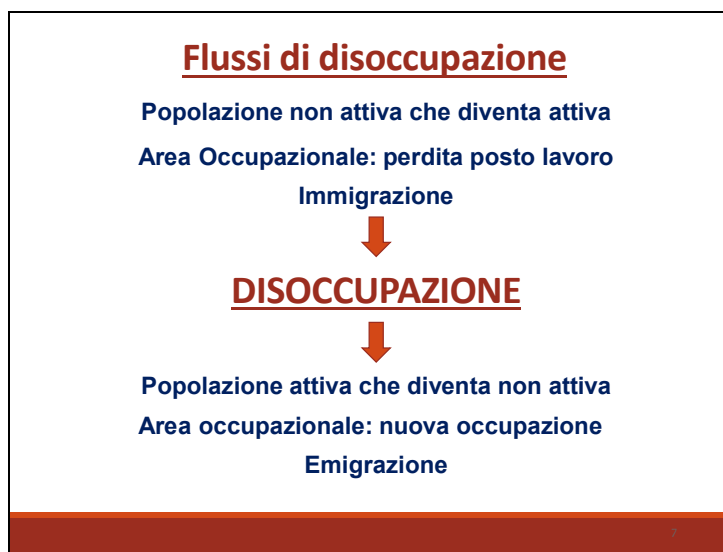 Flussi di disoccupazione
Popolazione non attiva che diventa attiva
Area Occupazionale: perdita posto lavoro
Immigrazione
DISOCCUPAZIONE
Popolazione attiva che diventa non attiva
Area occupazionale: nuova occupazione
Emigrazione
7